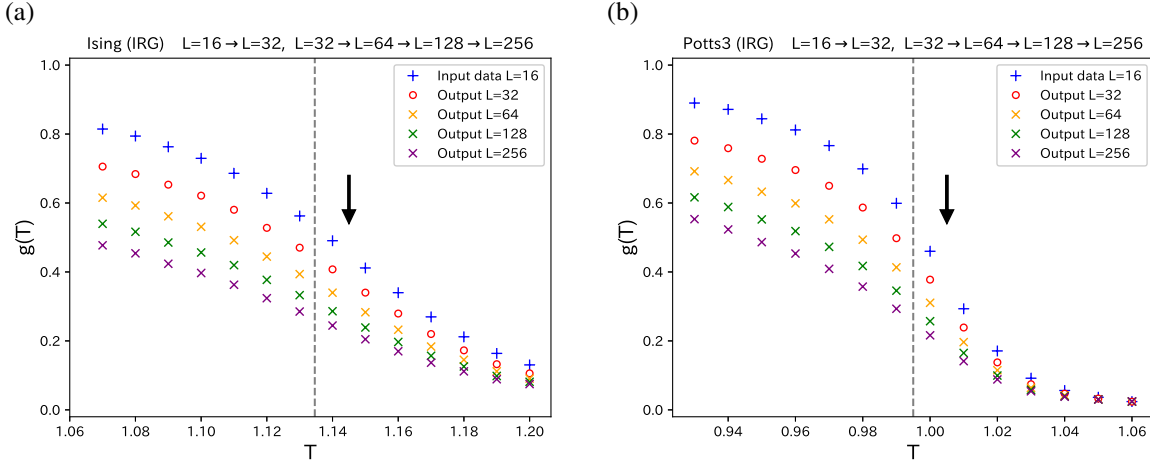 (a)
Ising (IRG) L=16→L=32, L=32→L=64→L=128→L=256
1.0
0.8
0.6
0.4
0.2
0.0
g(T)
Input data L=16
Output L=32
Output L=64
Output L=128
Output L=256
1.06 1.08 1.10 1.12 1.14 1.16 1.18 1.20
T
(b)
Potts3 (IRG) L=16→L=32, L=32→L=64→L=128→L=256
1.0
0.8
0.6
0.4
0.2
0.0
g(T)
Input data L=16
Output L=32
Output L=64
Output L=128
Output L=256
0.94 0.96 0.98 1.00 1.02 1.04 1.06
T